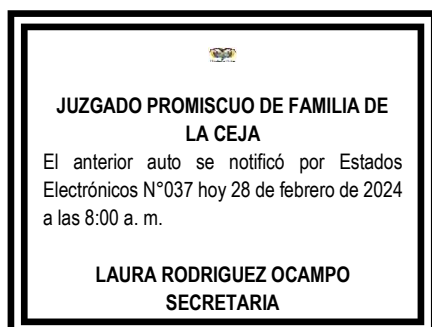 JUZGADO PROMISCUO DE FAMILIA DE
LA CEJA
El anterior auto se notificó por Estados
Electrónicos N°037 hoy 28 de febrero de 2024
a las 8:00 a. m.
LAURA RODRIGUEZ OCAMPO
SECRETARIA